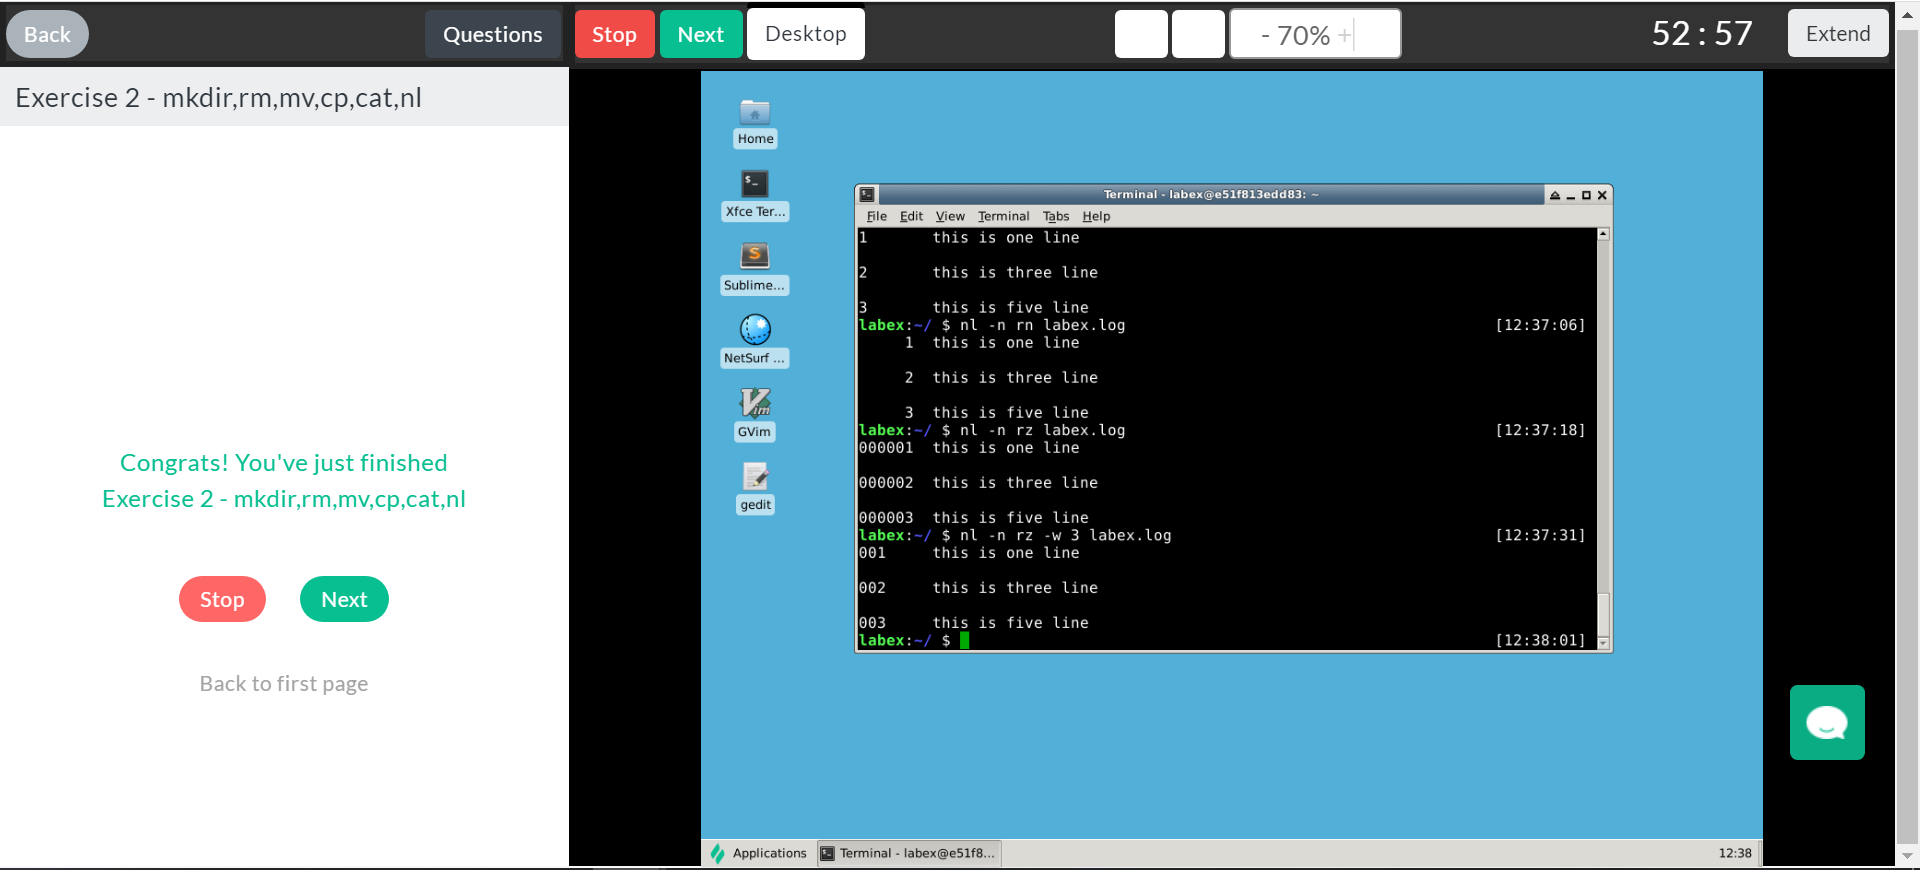 Back
Questions
Stop
Next
Desktop
- 70% +
52 : 57
Extend
Exercise 2 - mkdir,rm,mv,cp,cat,nl
Congrats! You've just finished
Exercise 2 - mkdir,rm,mv,cp,cat,nl
Stop
Next
Back to first page
Home
Xfce Ter...
Sublime...
NetSurf ...
GVim
gedit
Terminal - labex@e51f813edd83: ~
File Edit View Terminal Tabs Help
1       this is one line
2       this is three line
3       this is five line
labex:~/ $ nl -n rn labex.log [12:37:06]
     1  this is one line
     2  this is three line
     3  this is five line
labex:~/ $ nl -n rz labex.log [12:37:18]
000001  this is one line
000002  this is three line
000003  this is five line
labex:~/ $ nl -n rz -w 3 labex.log [12:37:31]
001     this is one line
002     this is three line
003     this is five line
labex:~/ $ [12:38:01]
Applications
Terminal - labex@e51f8...
12:38